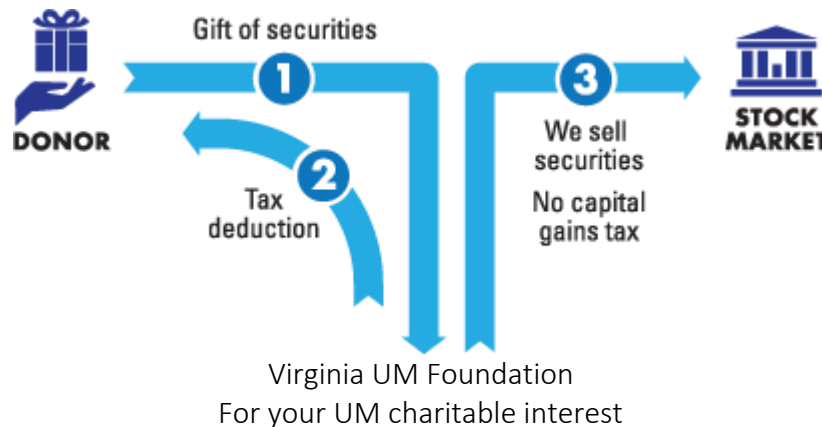 Gift of securities
1
3
DONOR
STOCK
MARKET
We sell
securities
2
Tax
deduction
No capital
gains tax
Virginia UM Foundation
For your UM charitable interest